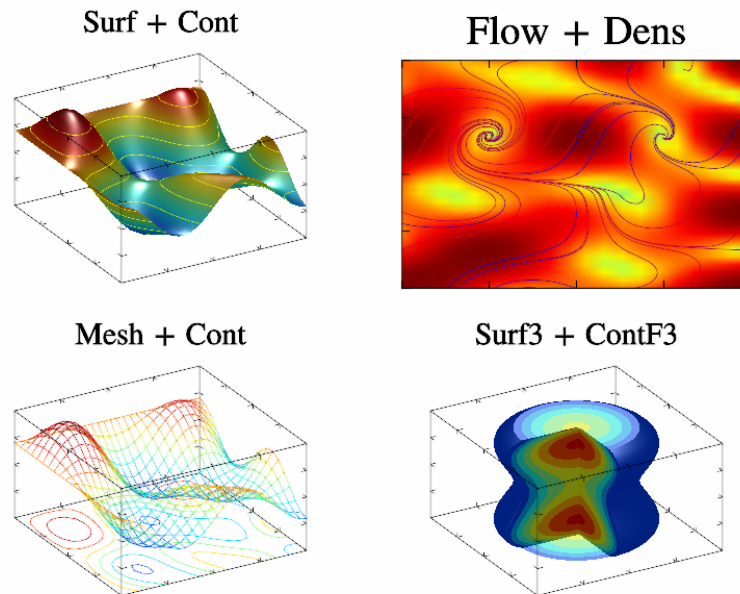 Surf + Cont
Flow + Dens
Mesh + Cont
Surf3 + ContF3